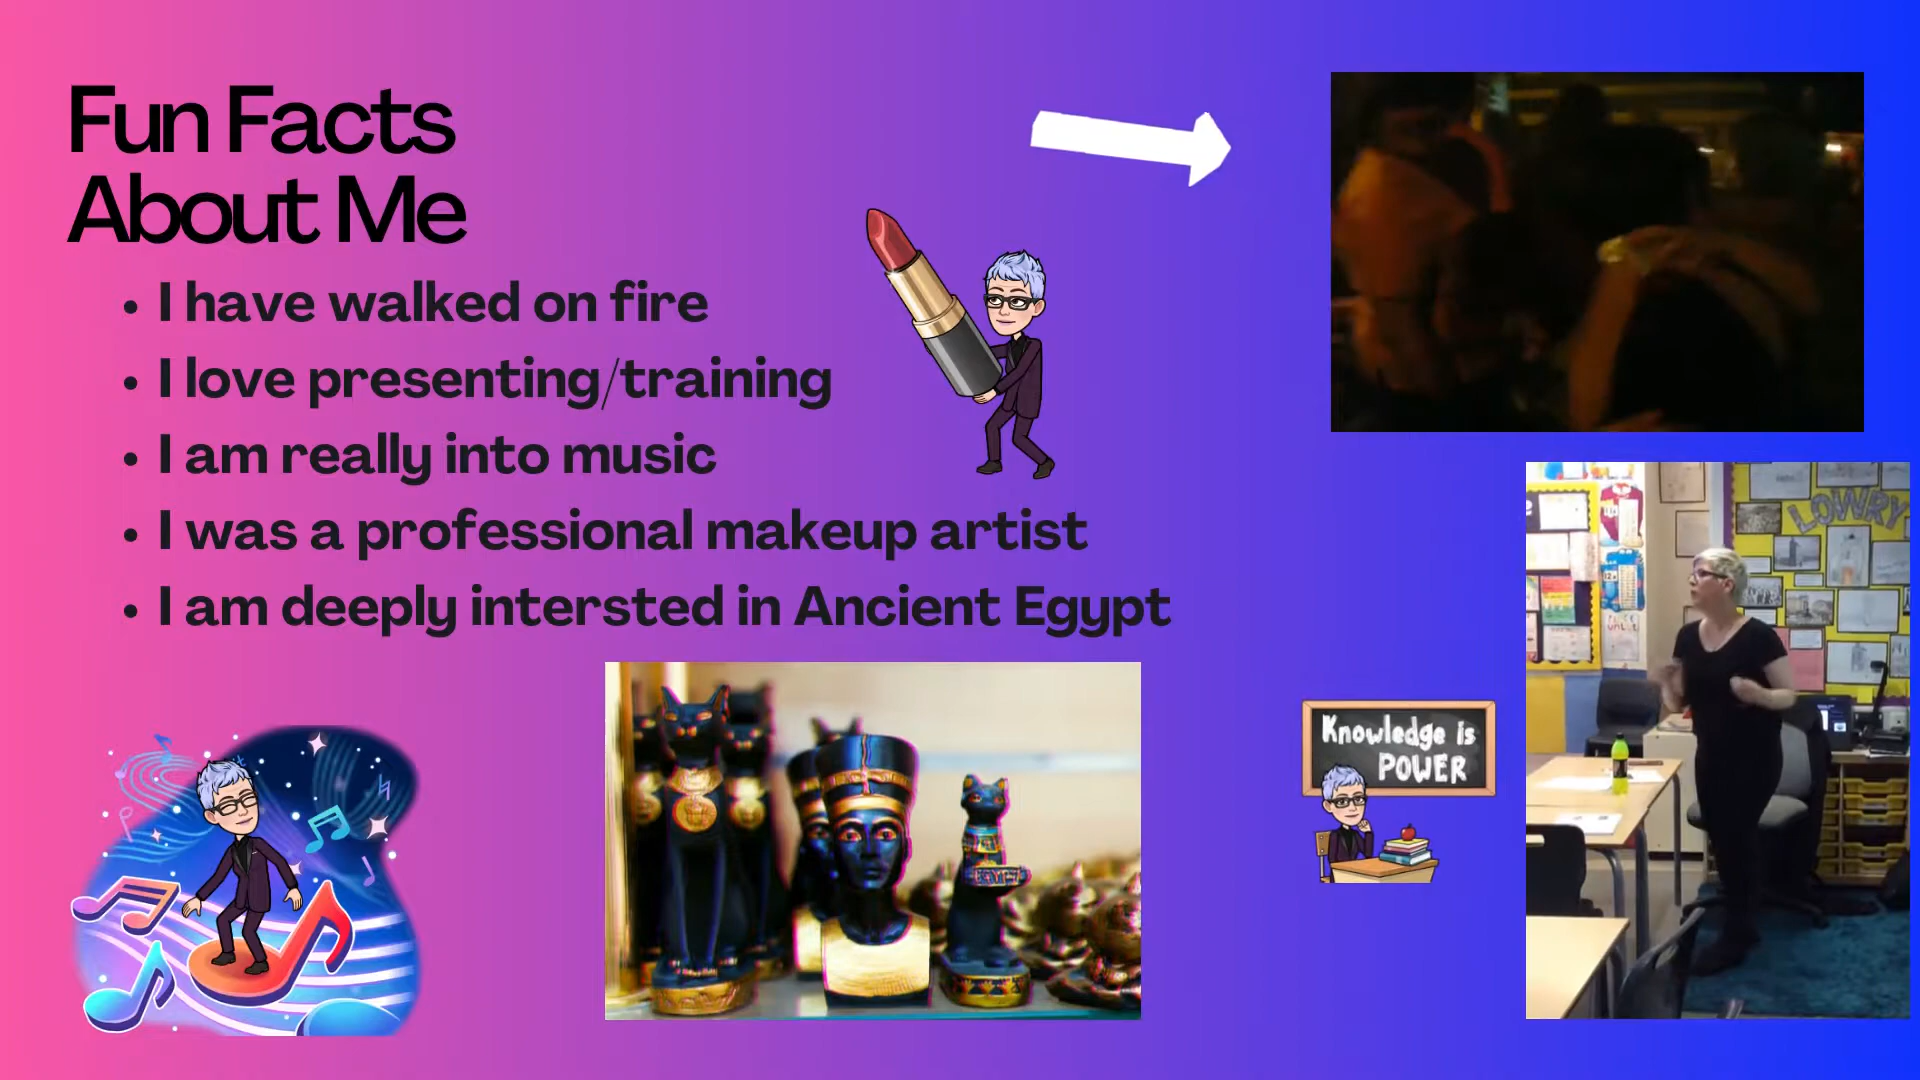 Fun Facts
About Me
• I have walked on fire
• I love presenting/training
• I am really into music
• I was a professional makeup artist
• I am deeply intersted in Ancient Egypt
Knowledge is
POWER
LOWRY